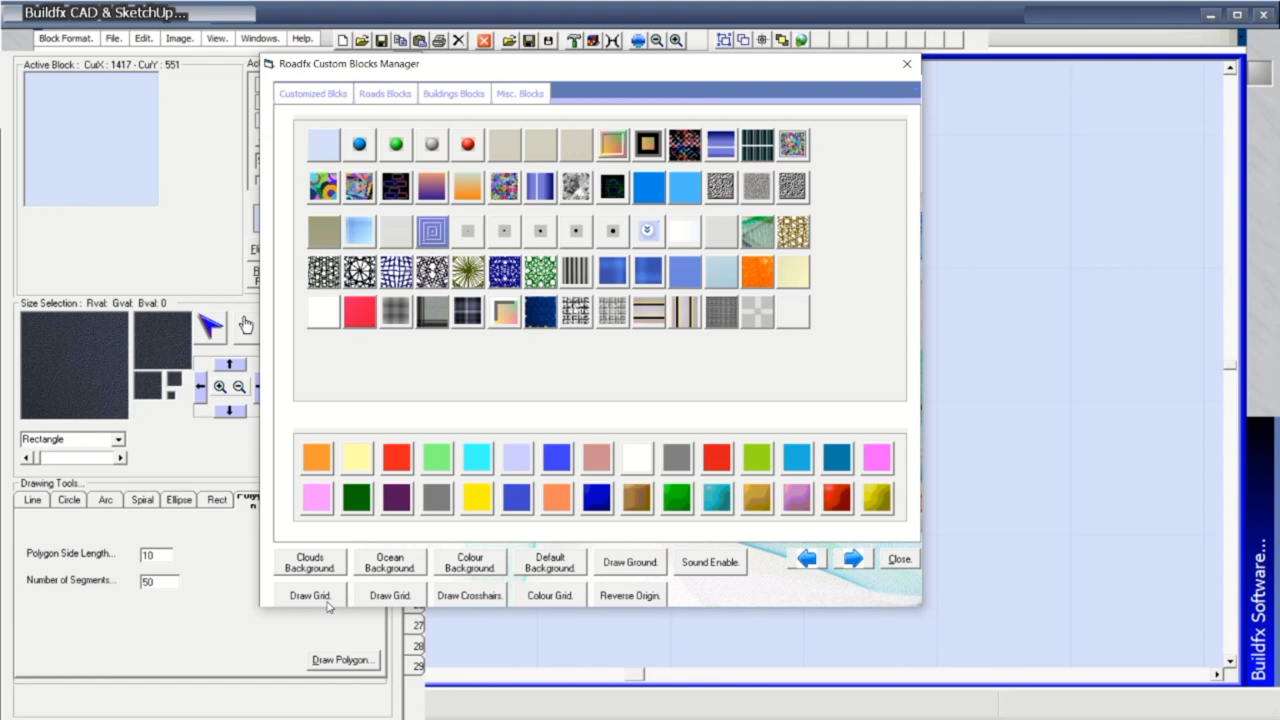 Buildfx CAD & SketchUp...
Block Format. File. Edit. Image. View. Windows. Help.
Active Block : CurX : 1417 - CurY : 551
Roadfx Custom Blocks Manager
Customized Blcks Roads Blocks Buildings Blocks Misc. Blocks
Size Selection : Rval: Gval: Bval: 0
Rectangle
Drawing Tools...
Line Circle Arc Spiral Ellipse Rect
Polygon Side Length... 10
Number of Segments... 50
Draw Polygon...
Clouds Background. Ocean Background. Colour Background. Default Background. Draw Ground. Sound Enable. Close.
Draw Grid. Draw Grid. Draw Crosshairs. Colour Grid. Reverse Origin.
27
28
29
Buildfx Software...